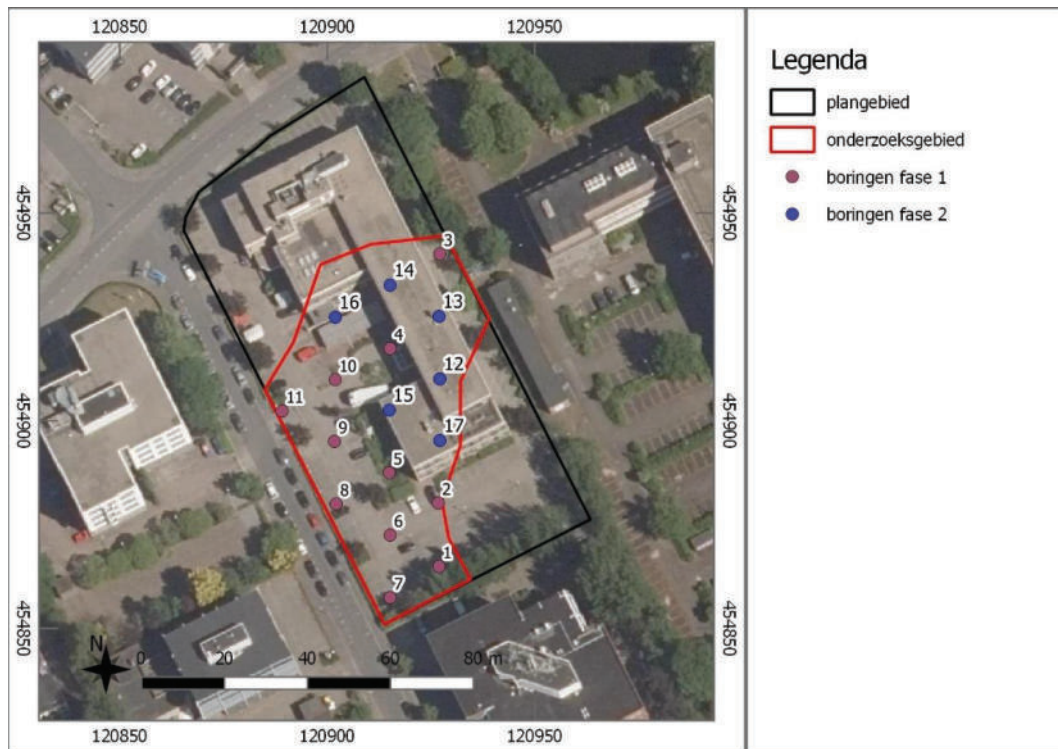 120850 120900 120950
Legenda
plangebied
onderzoeksgebied
boringen fase 1
boringen fase 2
454950 454950
3
14
16 13
4
10 12
11 15
9 17
454900 454900
5
8 2
6
1
7
454850 454850
N
0 20 40 60 80 m
120850 120900 120950